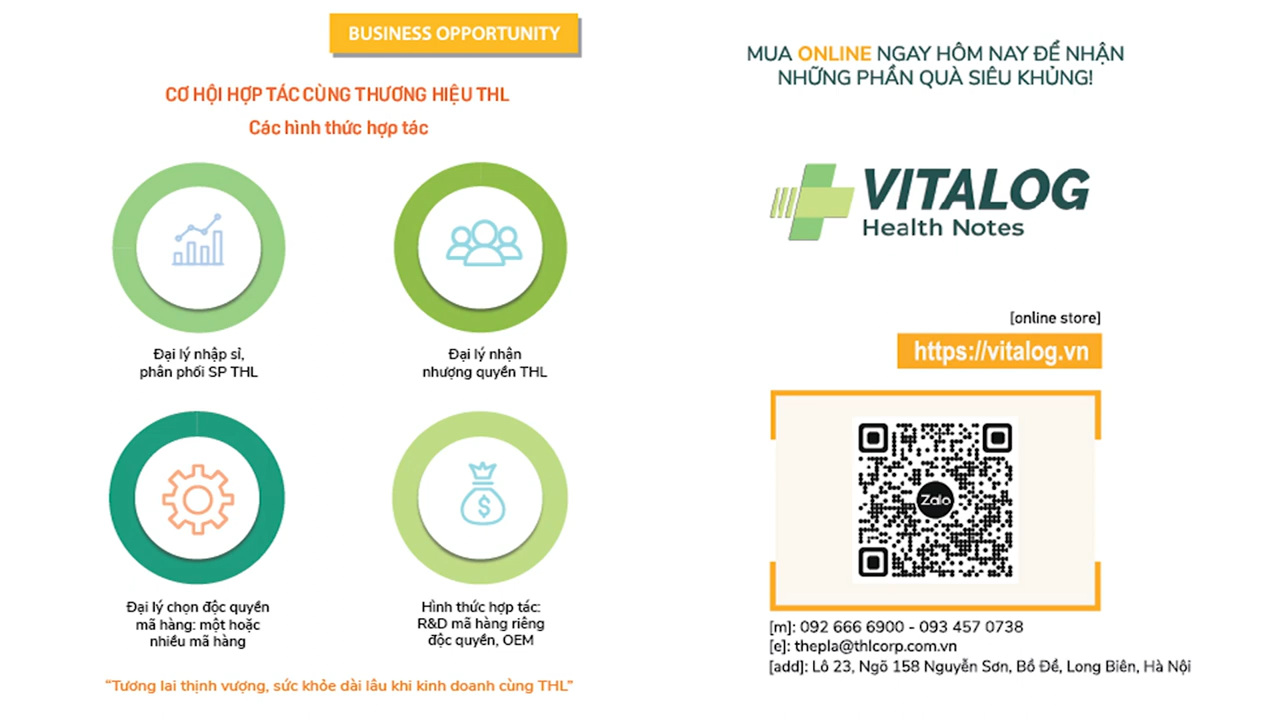 BUSINESS OPPORTUNITY
CƠ HỘI HỢP TÁC CÙNG THƯƠNG HIỆU THL
Các hình thức hợp tác
Đại lý nhập sỉ,
phân phối SP THL
Đại lý nhận
nhượng quyền THL
Đại lý chọn độc quyền
mã hàng: một hoặc
nhiều mã hàng
Hình thức hợp tác:
R&D mã hàng riêng
độc quyền, OEM
“Tương lai thịnh vượng, sức khỏe dài lâu khi kinh doanh cùng THL”
MUA ONLINE NGAY HÔM NAY ĐỂ NHẬN
NHỮNG PHẦN QUÀ SIÊU KHỦNG!
VITALOG
Health Notes
[online store]
https://vitalog.vn
Zalo
[m]: 092 666 6900 - 093 457 0738
[e]: thepla@thlcorp.com.vn
[add]: Lô 23, Ngõ 158 Nguyễn Sơn, Bồ Đề, Long Biên, Hà Nội